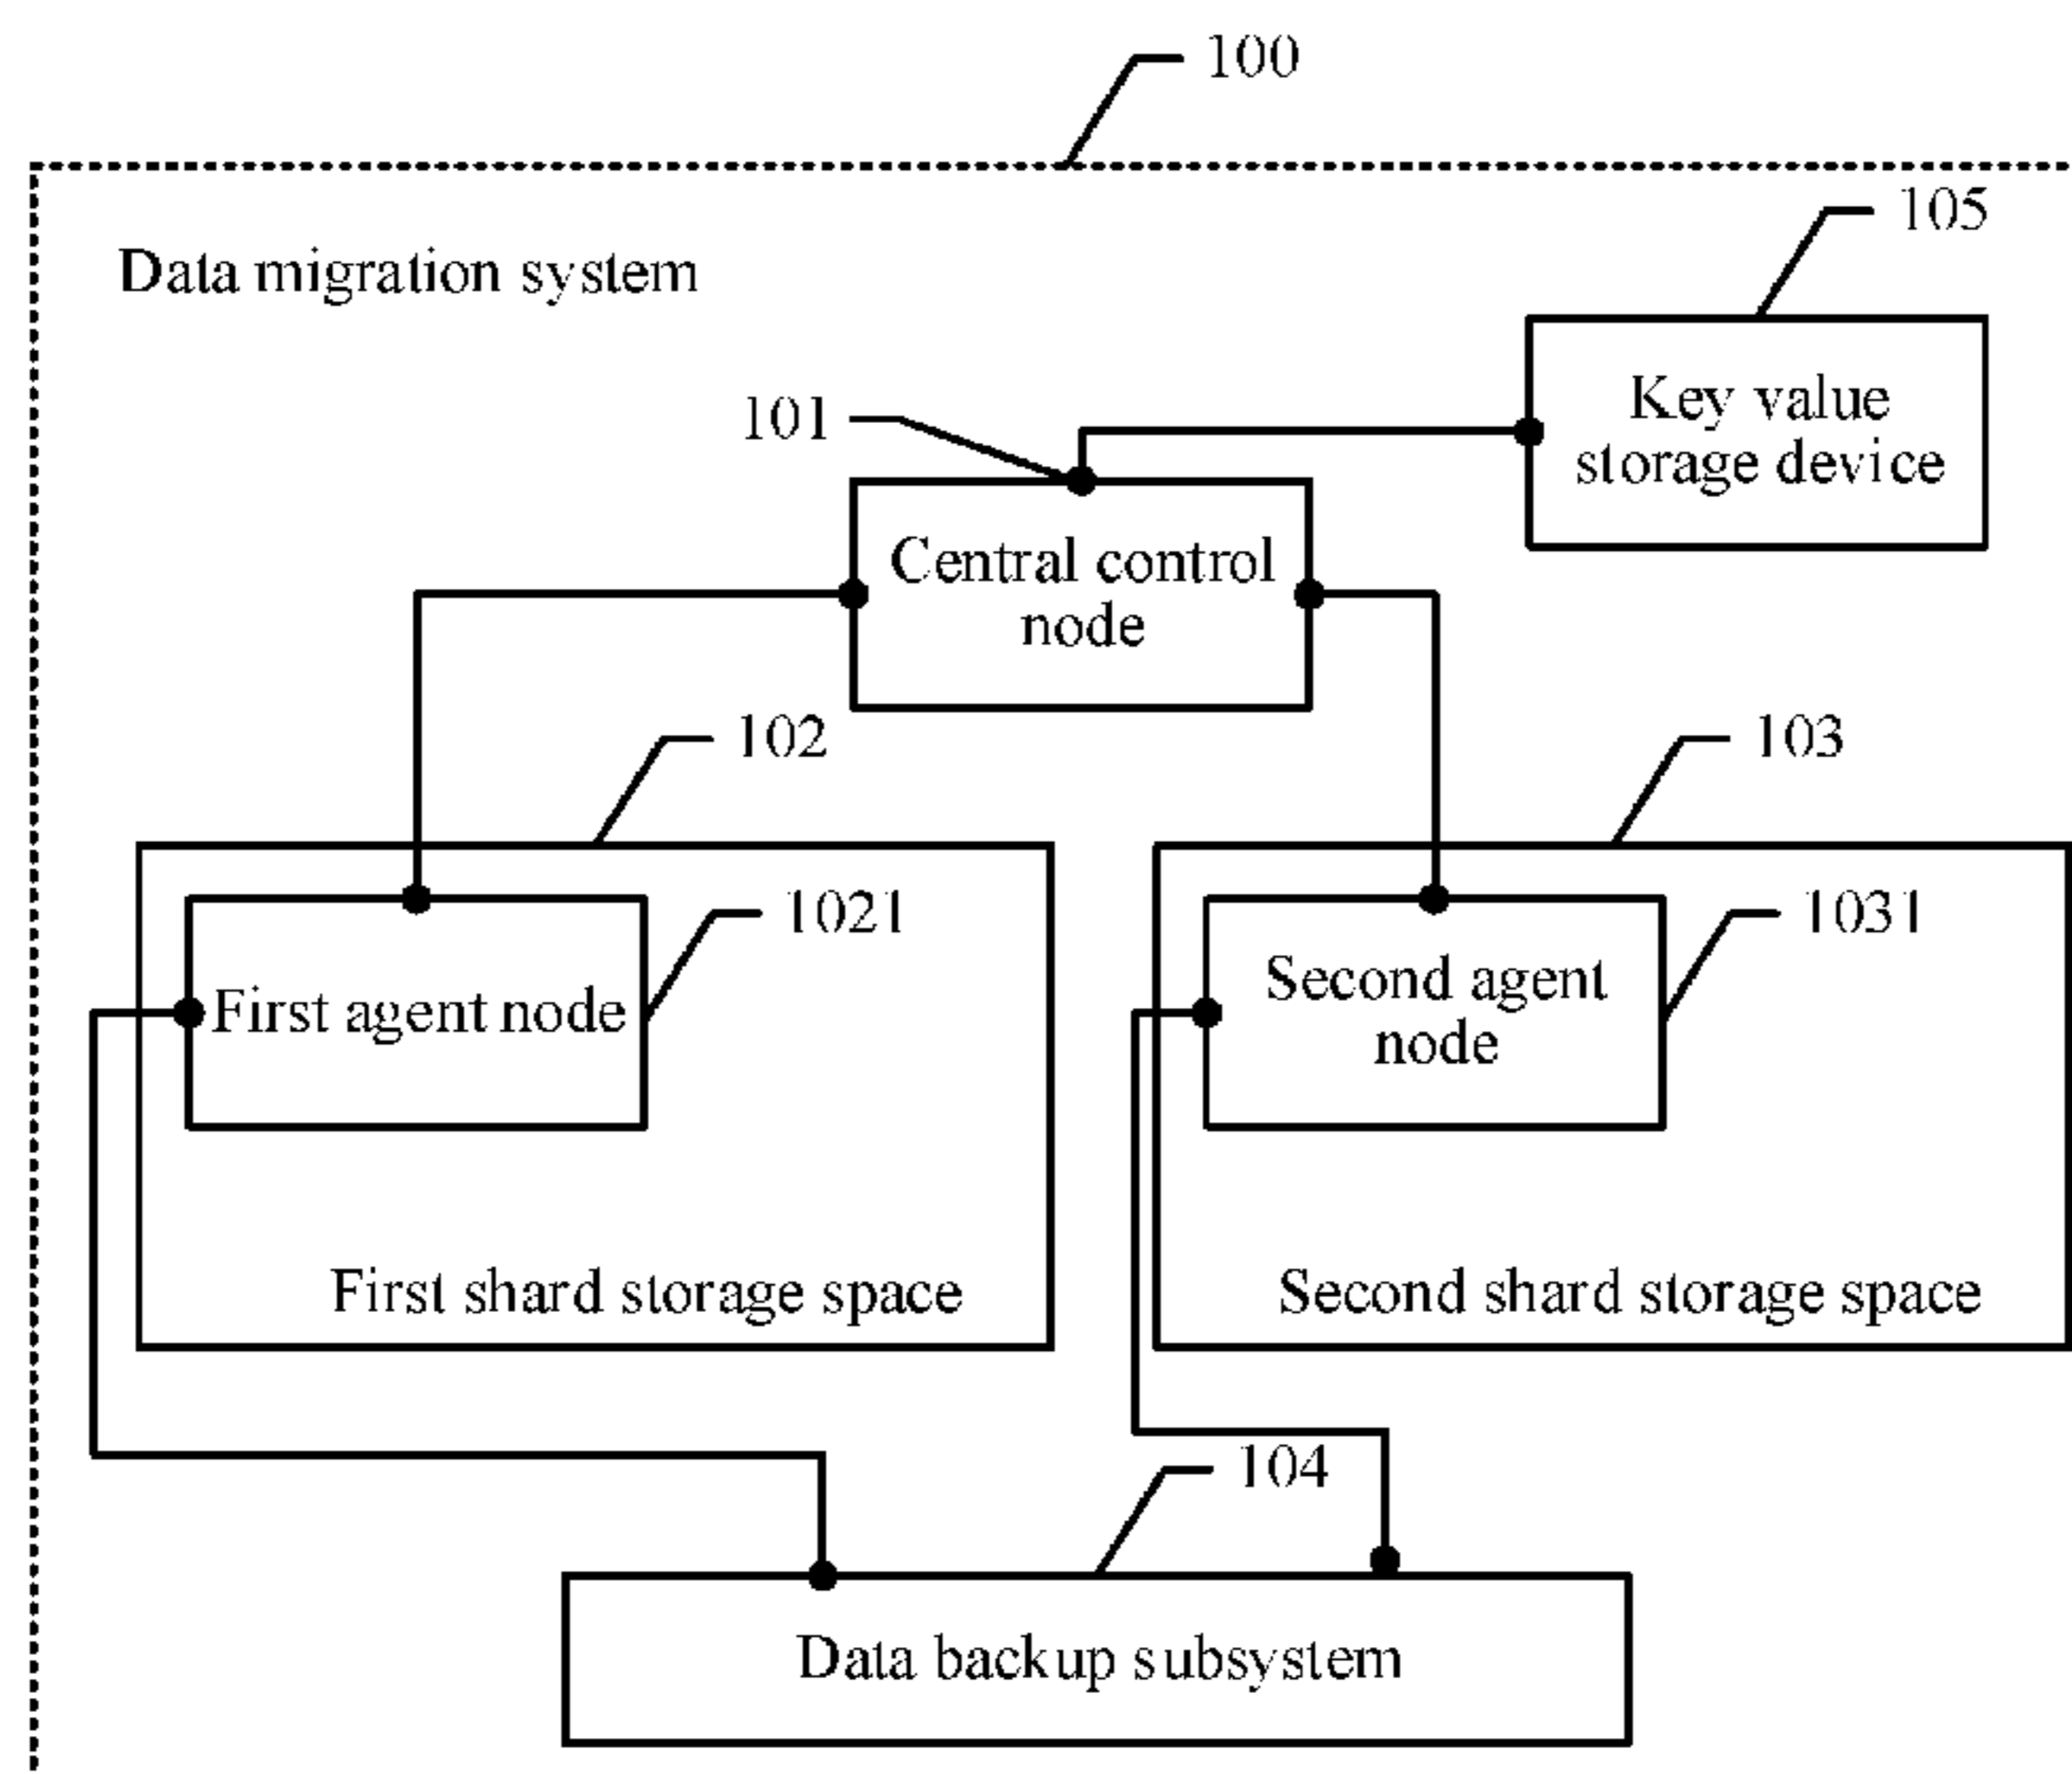 100
105
Data migration system
Key value
storage device
101
Central control
node
102
103
1021
1031
First agent node
Second agent
node
First shard storage space
Second shard storage space
104
Data backup subsystem